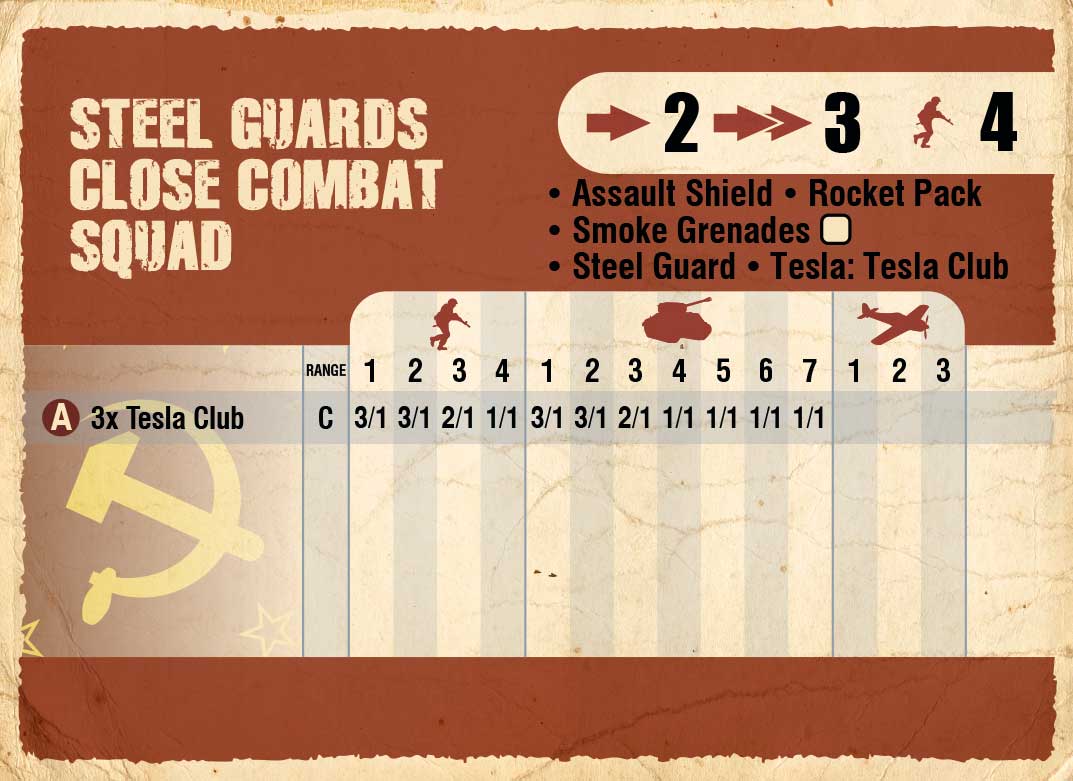 STEEL GUARDS
CLOSE COMBAT
SQUAD
2 3 4
• Assault Shield • Rocket Pack
• Smoke Grenades
• Steel Guard • Tesla: Tesla Club
RANGE 1 2 3 4 1 2 3 4 5 6 7 1 2 3
A 3x Tesla Club C 3/1 3/1 2/1 1/1 3/1 3/1 2/1 1/1 1/1 1/1 1/1